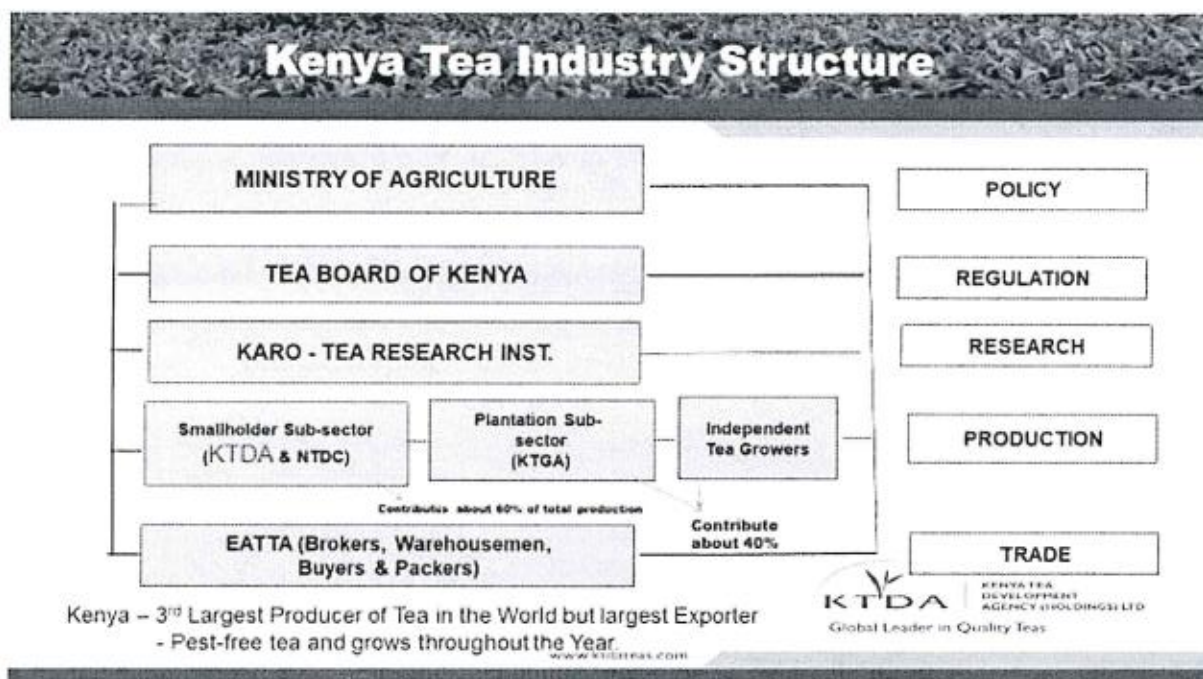 Kenya Tea Industry Structure
MINISTRY OF AGRICULTURE
POLICY
TEA BOARD OF KENYA
REGULATION
KARO - TEA RESEARCH INST.
RESEARCH
Smallholder Sub-sector
(KTDA & NTDC)
Plantation Sub-
sector
(KTGA)
Independent
Tea Growers
PRODUCTION
Contributes about 60% of total production
Contribute
about 40%
EATTA (Brokers, Warehousemen,
Buyers & Packers)
TRADE
KTDA
KENYA TEA
DEVELOPMENT
AGENCY (HOLDINGS) LTD
Global Leader in Quality Teas
Kenya – 3rd Largest Producer of Tea in the World but largest Exporter
- Pest-free tea and grows throughout the Year.
www.ktdateas.com